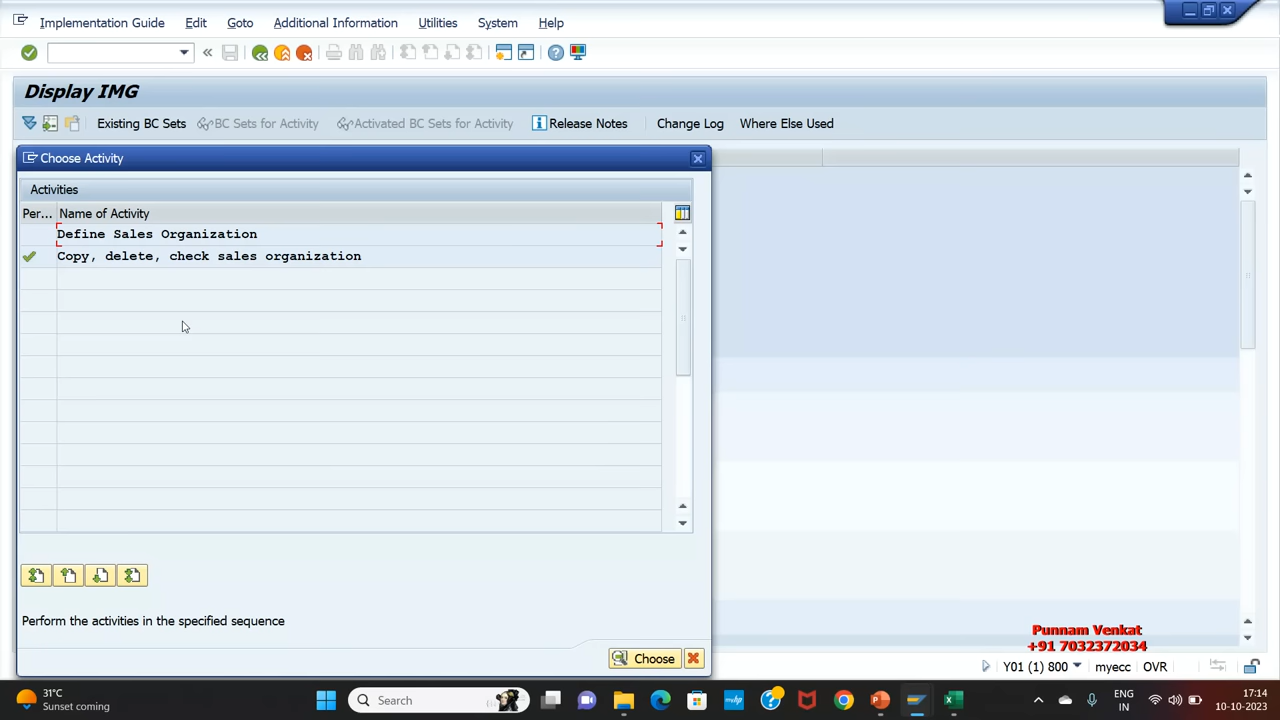 Implementation Guide Edit Goto Additional Information Utilities System Help
Display IMG
Existing BC Sets BC Sets for Activity Activated BC Sets for Activity Release Notes Change Log Where Else Used
Choose Activity
Activities
Per... Name of Activity
Define Sales Organization
Copy, delete, check sales organization
Perform the activities in the specified sequence
Choose
Punnam Venkat
+91 7032372034
Y01 (1) 800 myecc OVR
31°C
Sunset coming
Search
ENG
IN
17:14
10-10-2023